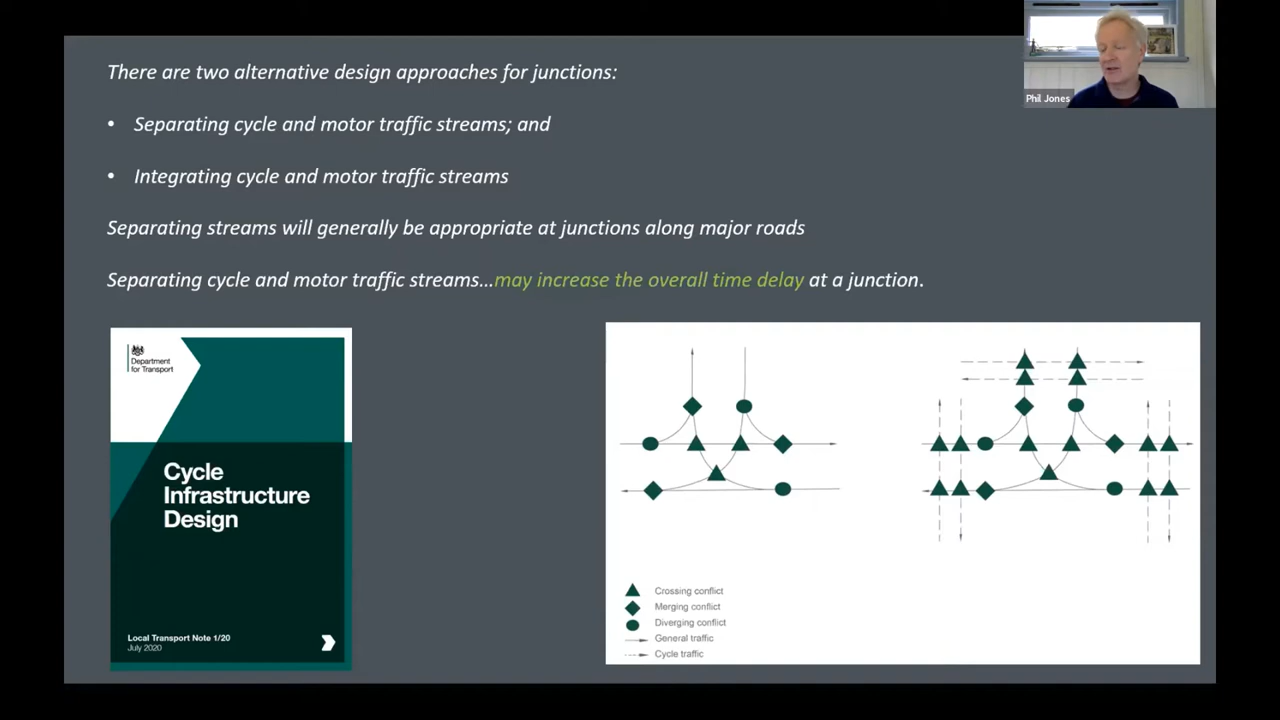 There are two alternative design approaches for junctions:
• Separating cycle and motor traffic streams; and
• Integrating cycle and motor traffic streams
Separating streams will generally be appropriate at junctions along major roads
Separating cycle and motor traffic streams...may increase the overall time delay at a junction.
Phil Jones
Department
for Transport
Cycle
Infrastructure
Design
Local Transport Note 1/20
July 2020
Crossing conflict
Merging conflict
Diverging conflict
General traffic
Cycle traffic